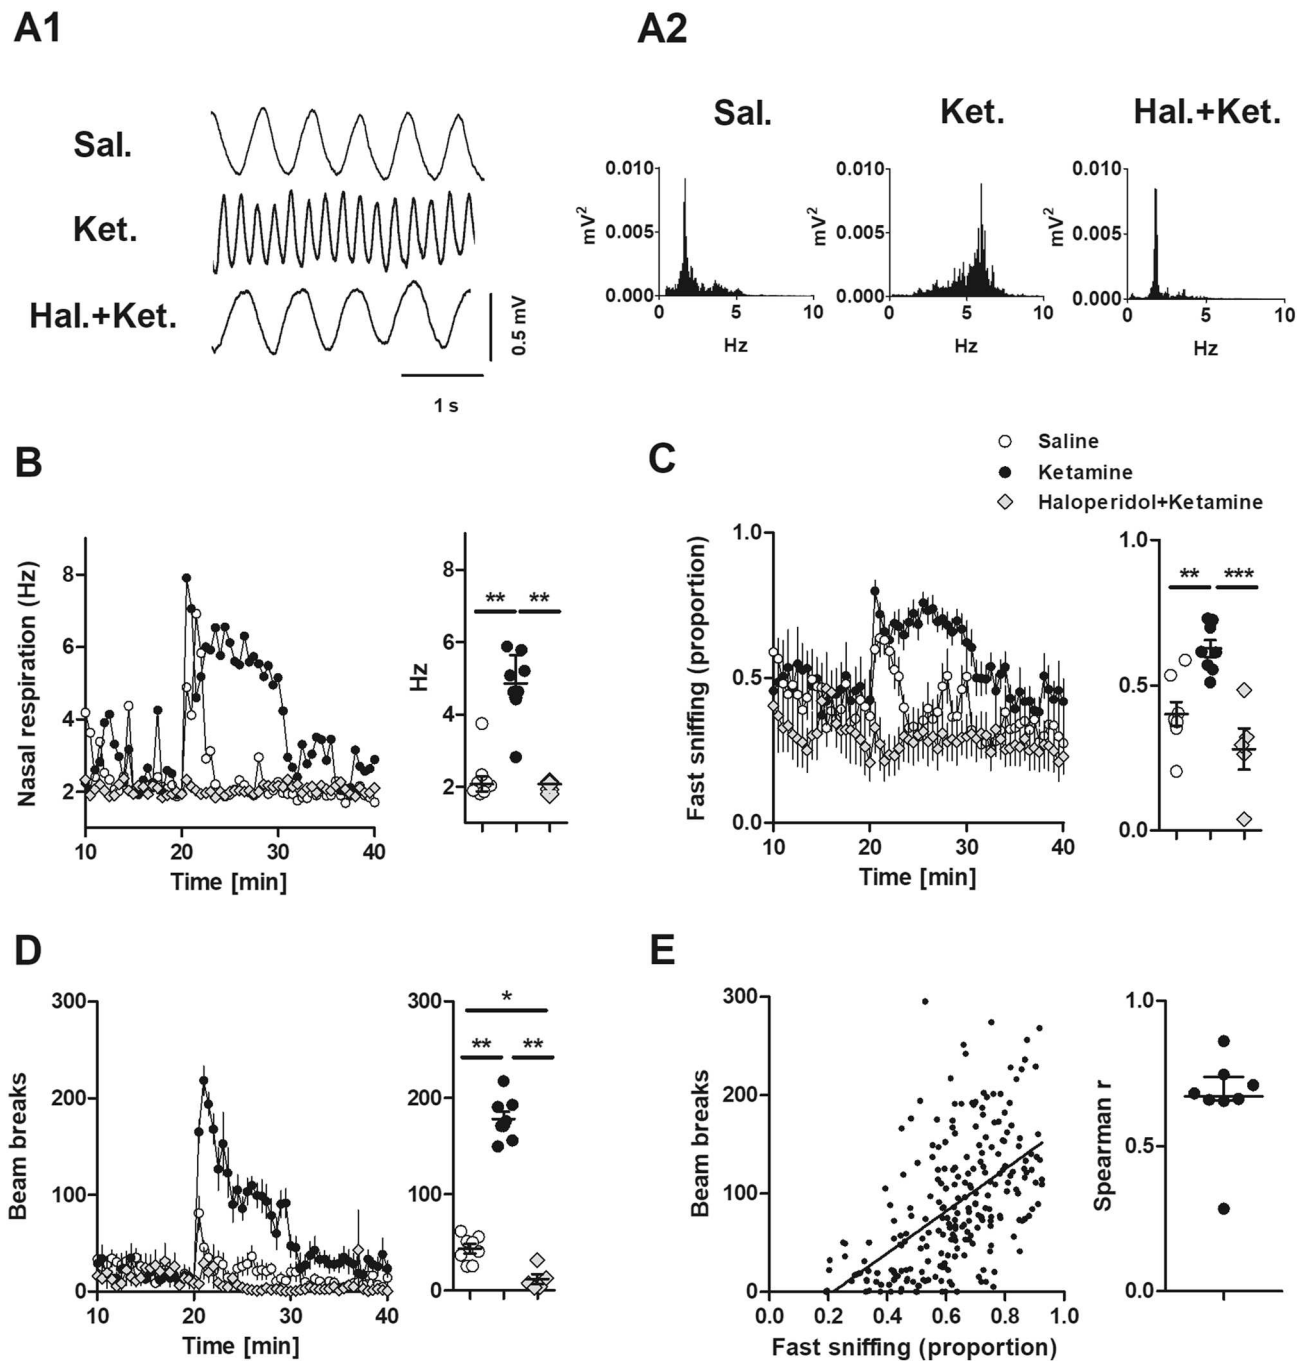 A1
A2
Sal.
Ket.
Hal.+Ket.
0.5 mV
1 s
Sal.
Ket.
Hal.+Ket.
0.010
0.005
0.000
mV2
0
5
10
Hz
0.010
0.005
0.000
mV2
0
5
10
Hz
0.010
0.005
0.000
mV2
0
5
10
Hz
Saline
Ketamine
Haloperidol+Ketamine
B
Nasal respiration (Hz)
8
6
4
2
10
20
30
40
Time [min]
Hz
8
6
4
2
**
**
C
Fast sniffing (proportion)
1.0
0.5
0.0
10
20
30
40
Time [min]
1.0
0.5
0.0
**
***
D
Beam breaks
300
200
100
0
10
20
30
40
Time [min]
300
200
100
0
*
**
**
E
Beam breaks
300
200
100
0
0.0
0.2
0.4
0.6
0.8
1.0
Fast sniffing (proportion)
Spearman r
1.0
0.5
0.0